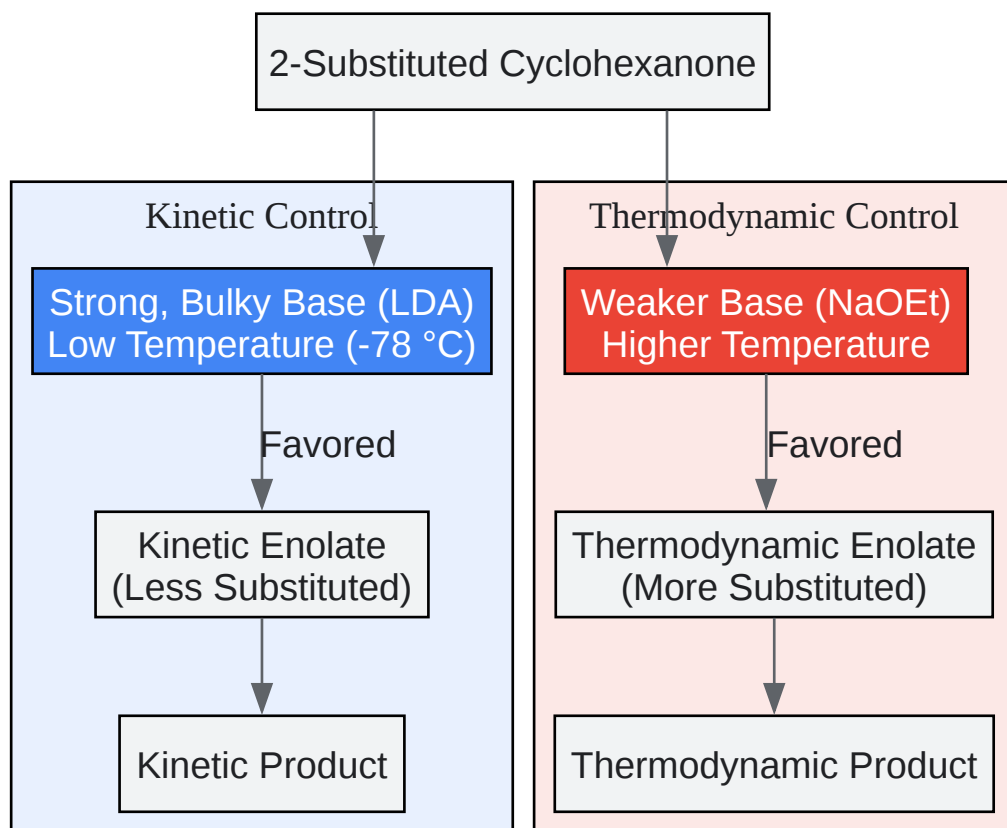 2-Substituted Cyclohexanone
Kinetic Control
Thermodynamic Control
Strong, Bulky Base (LDA)
Low Temperature (-78 °C)
Weaker Base (NaOEt)
Higher Temperature
Favored
Favored
Kinetic Enolate
(Less Substituted)
Thermodynamic Enolate
(More Substituted)
Kinetic Product
Thermodynamic Product